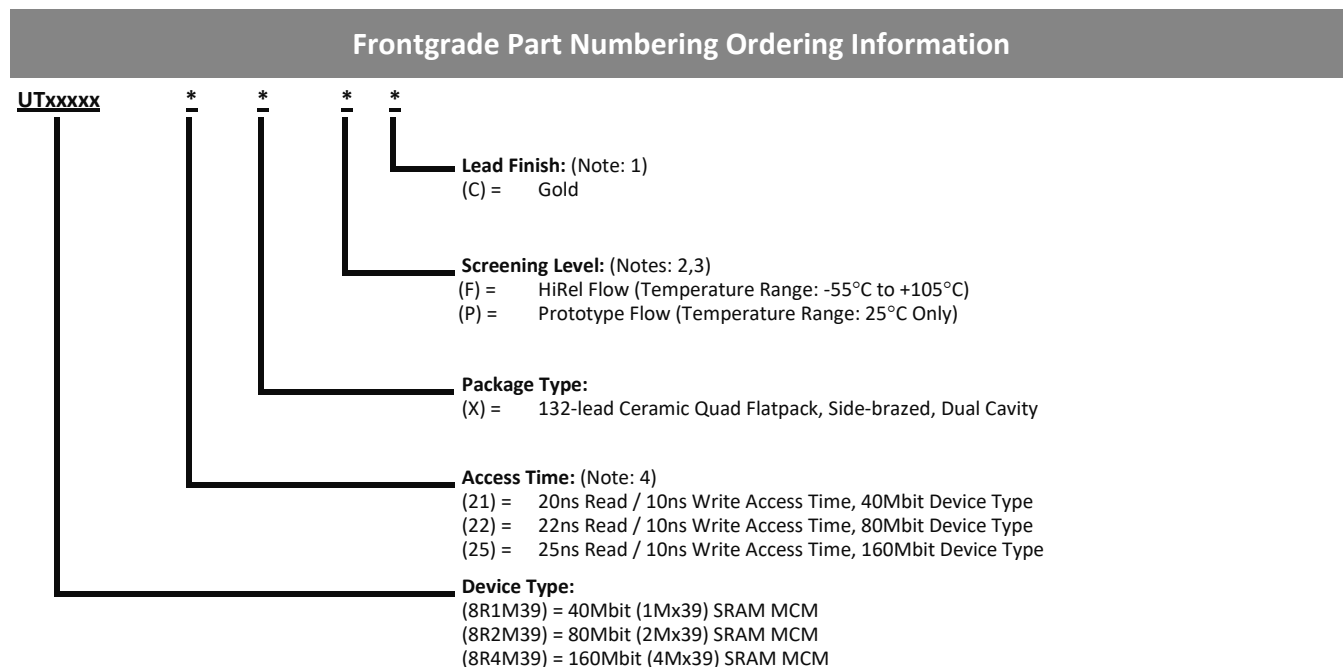 Frontgrade Part Numbering Ordering Information
UTxxxxx * * * *
Lead Finish: (Note: 1)
(C) = Gold
Screening Level: (Notes: 2,3)
(F) = HiRel Flow (Temperature Range: -55°C to +105°C)
(P) = Prototype Flow (Temperature Range: 25°C Only)
Package Type:
(X) = 132-lead Ceramic Quad Flatpack, Side-brazed, Dual Cavity
Access Time: (Note: 4)
(21) = 20ns Read / 10ns Write Access Time, 40Mbit Device Type
(22) = 22ns Read / 10ns Write Access Time, 80Mbit Device Type
(25) = 25ns Read / 10ns Write Access Time, 160Mbit Device Type
Device Type:
(8R1M39) = 40Mbit (1Mx39) SRAM MCM
(8R2M39) = 80Mbit (2Mx39) SRAM MCM
(8R4M39) = 160Mbit (4Mx39) SRAM MCM